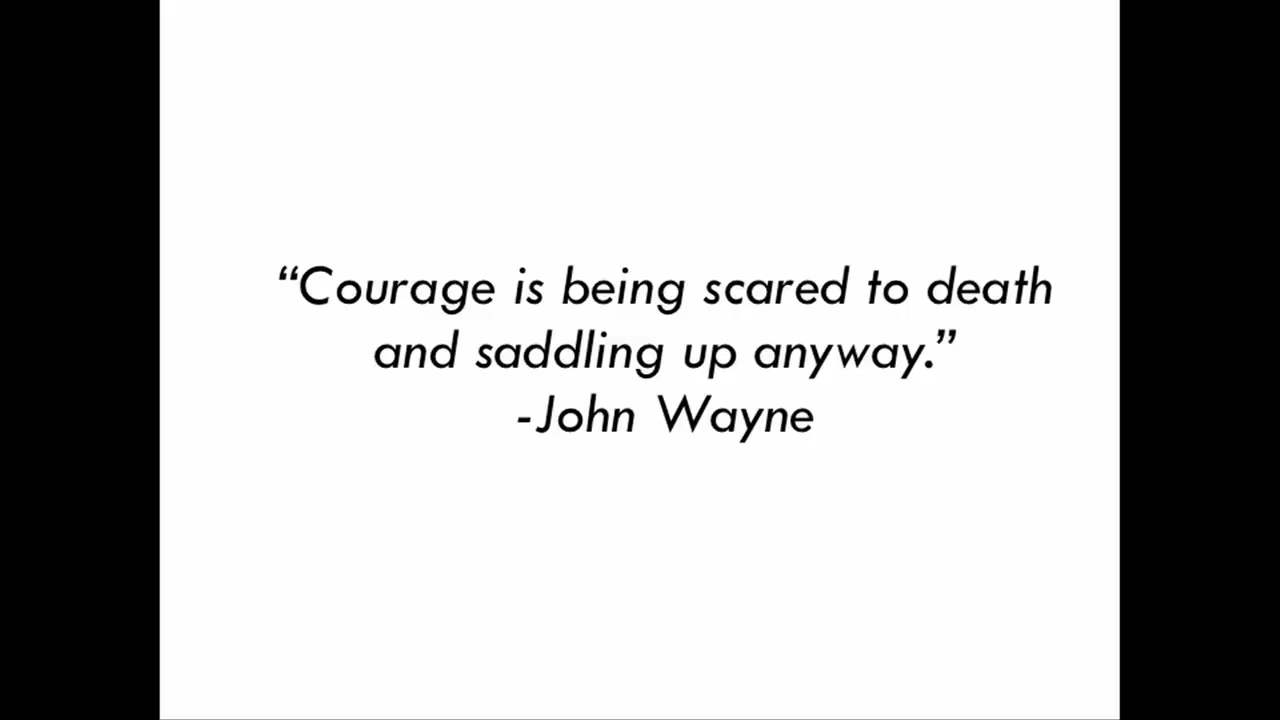 “Courage is being scared to death
and saddling up anyway.”
-John Wayne